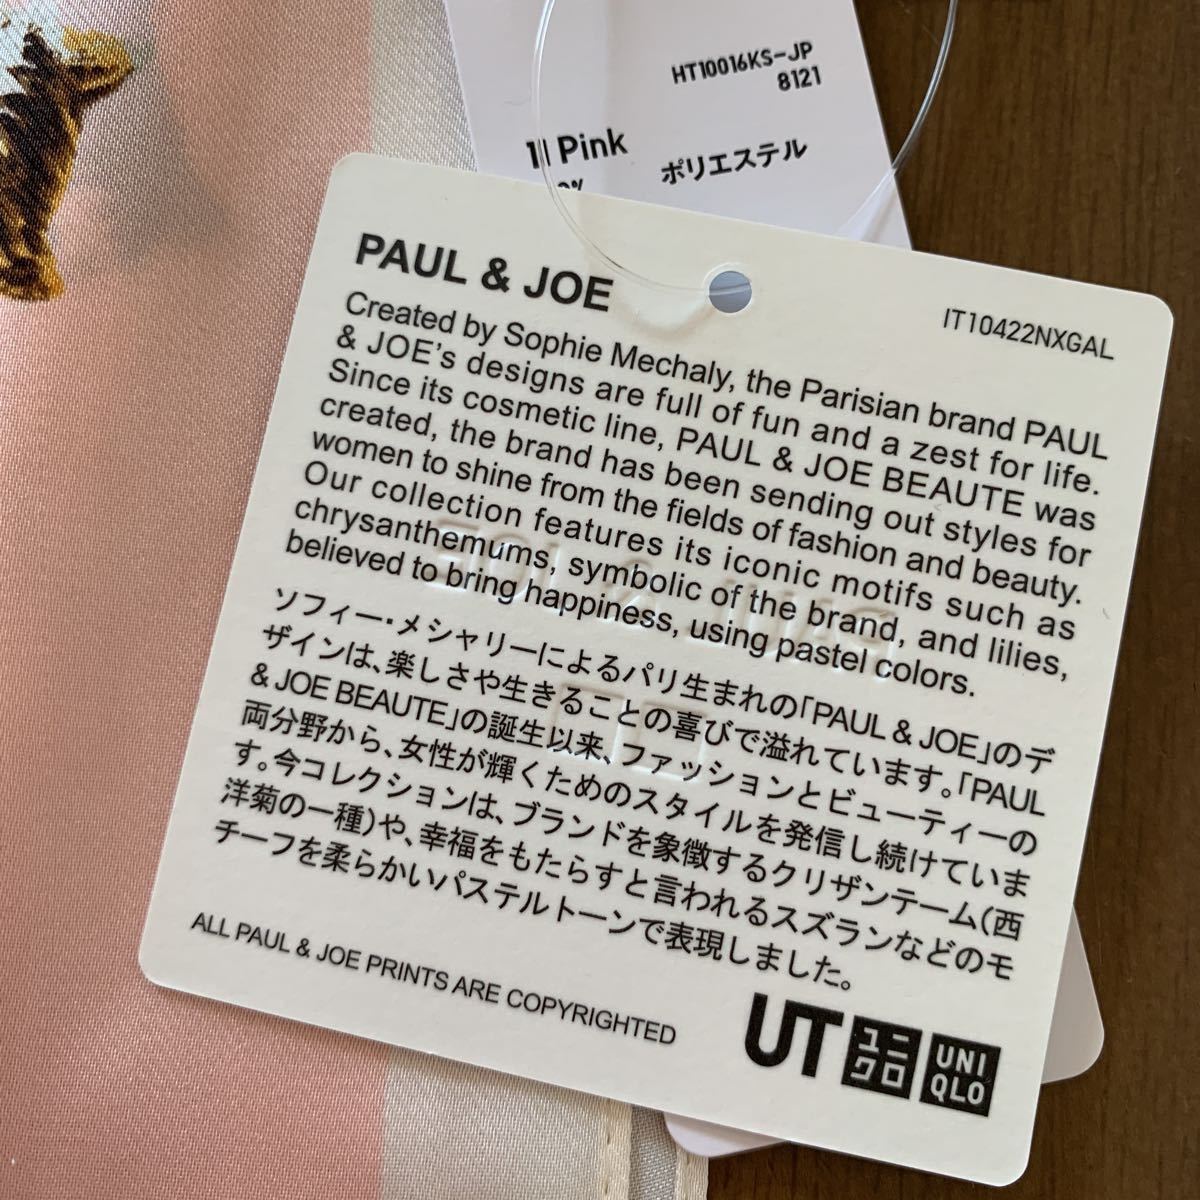 HT10016KS-JP
8121
11 Pink
ポリエステル
PAUL & JOE
IT10422NXGAL
Created by Sophie Mechaly, the Parisian brand PAUL
& JOE's designs are full of fun and a zest for life.
Since its cosmetic line, PAUL & JOE BEAUTE was
created, the brand has been sending out styles for
women to shine from the fields of fashion and beauty.
Our collection features its iconic motifs such as
chrysanthemums, symbolic of the brand, and lilies,
believed to bring happiness, using pastel colors.
ソフィー・メシャリーによるパリ生まれの「PAUL & JOE」のデ
ザインは、楽しさや生きることの喜びで溢れています。「PAUL
& JOE BEAUTE」の誕生以来、ファッションとビューティーの
両分野から、女性が輝くためのスタイルを発信し続けていま
す。今コレクションは、ブランドを象徴するクリザンテーム(西
洋菊の一種)や、幸福をもたらすと言われるスズランなどのモ
チーフを柔らかいパステルトーンで表現しました。
ALL PAUL & JOE PRINTS ARE COPYRIGHTED
UT ユニクロ UNIQLO